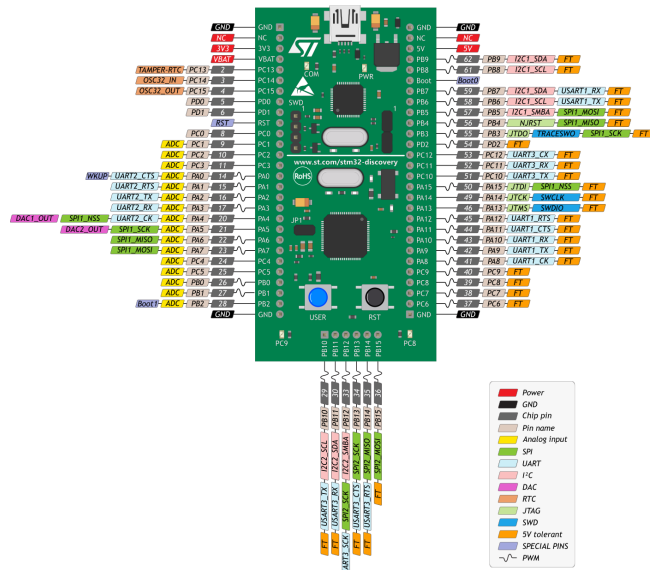 GND GND GND GND
NC NC NC NC
3V3 3V3 5V 5V
VBAT VBAT PB9 62 PB9 I2C1_SDA FT
TAMPER-RTC PC13 2 PC13 COM PWR PB8 61 PB8 I2C1_SCL FT
OSC32_IN PC14 3 PC14 Boot Boot0
OSC32_OUT PC15 4 PC15 PB7 59 PB7 I2C1_SDA USART1_RX FT
PD0 5 PD0 SWD PB6 58 PB6 I2C1_SCL USART1_TX FT
PD1 6 PD1 1 1 PB5 57 PB5 I2C1_SMBA SPI1_MOSI FT
RST RST PB4 56 PB4 NJRST SPI1_MISO FT
PC0 8 PC0 PB3 55 PB3 JTDO TRACESWO SPI1_SCK FT
ADC PC1 9 PC1 PD2 54 PD2 FT
ADC PC2 10 PC2 PC12 53 PC12 UART3_CX FT
ADC PC3 11 PC3 www.st.com/stm32-discovery PC11 52 PC11 UART3_RX FT
WKUP UART2_CTS ADC PA0 14 PA0 RoHS PC10 51 PC10 UART3_TX FT
UART2_RTS ADC PA1 15 PA1 PA15 50 PA15 JTDI SPI1_NSS FT
UART2_TX ADC PA2 16 PA2 PA14 49 PA14 JTCK SWCLK FT
UART2_RX ADC PA3 17 PA3 PA13 46 PA13 JTMS SWDIO FT
DAC1_OUT SPI1_NSS UART2_CK ADC PA4 20 PA4 JP1 PA12 45 PA12 UART1_RTS FT
DAC2_OUT SPI1_SCK ADC PA5 21 PA5 PA11 44 PA11 UART1_CTS FT
SPI1_MISO ADC PA6 22 PA6 PA10 43 PA10 UART1_RX FT
SPI1_MOSI ADC PA7 23 PA7 PA9 42 PA9 UART1_TX FT
ADC PC4 24 PC4 PA8 41 PA8 UART1_CK FT
ADC PC5 25 PC5 PC9 40 PC9 FT
ADC PB0 26 PB0 PC8 39 PC8 FT
ADC PB1 27 PB1 PC7 38 PC7 FT
Boot1 ADC PB2 28 PB2 PC6 37 PC6 FT
GND GND USER RST GND GND
PC9 PC8
PB10 29 PB10 I2C2_SCL USART3_TX FT
PB11 30 PB11 I2C2_SDA USART3_RX FT
PB12 33 PB12 I2C2_SMBA SPI2_SCK ART3_SCK
PB13 34 PB13 SPI2_SCK USART3_CTS FT
PB14 35 PB14 SPI2_MISO USART3_RTS FT
PB15 36 PB15 SPI2_MOSI FT
Power
GND
Chip pin
Pin name
Analog input
SPI
UART
I²C
DAC
RTC
JTAG
SWD
5V tolerant
SPECIAL PINS
PWM